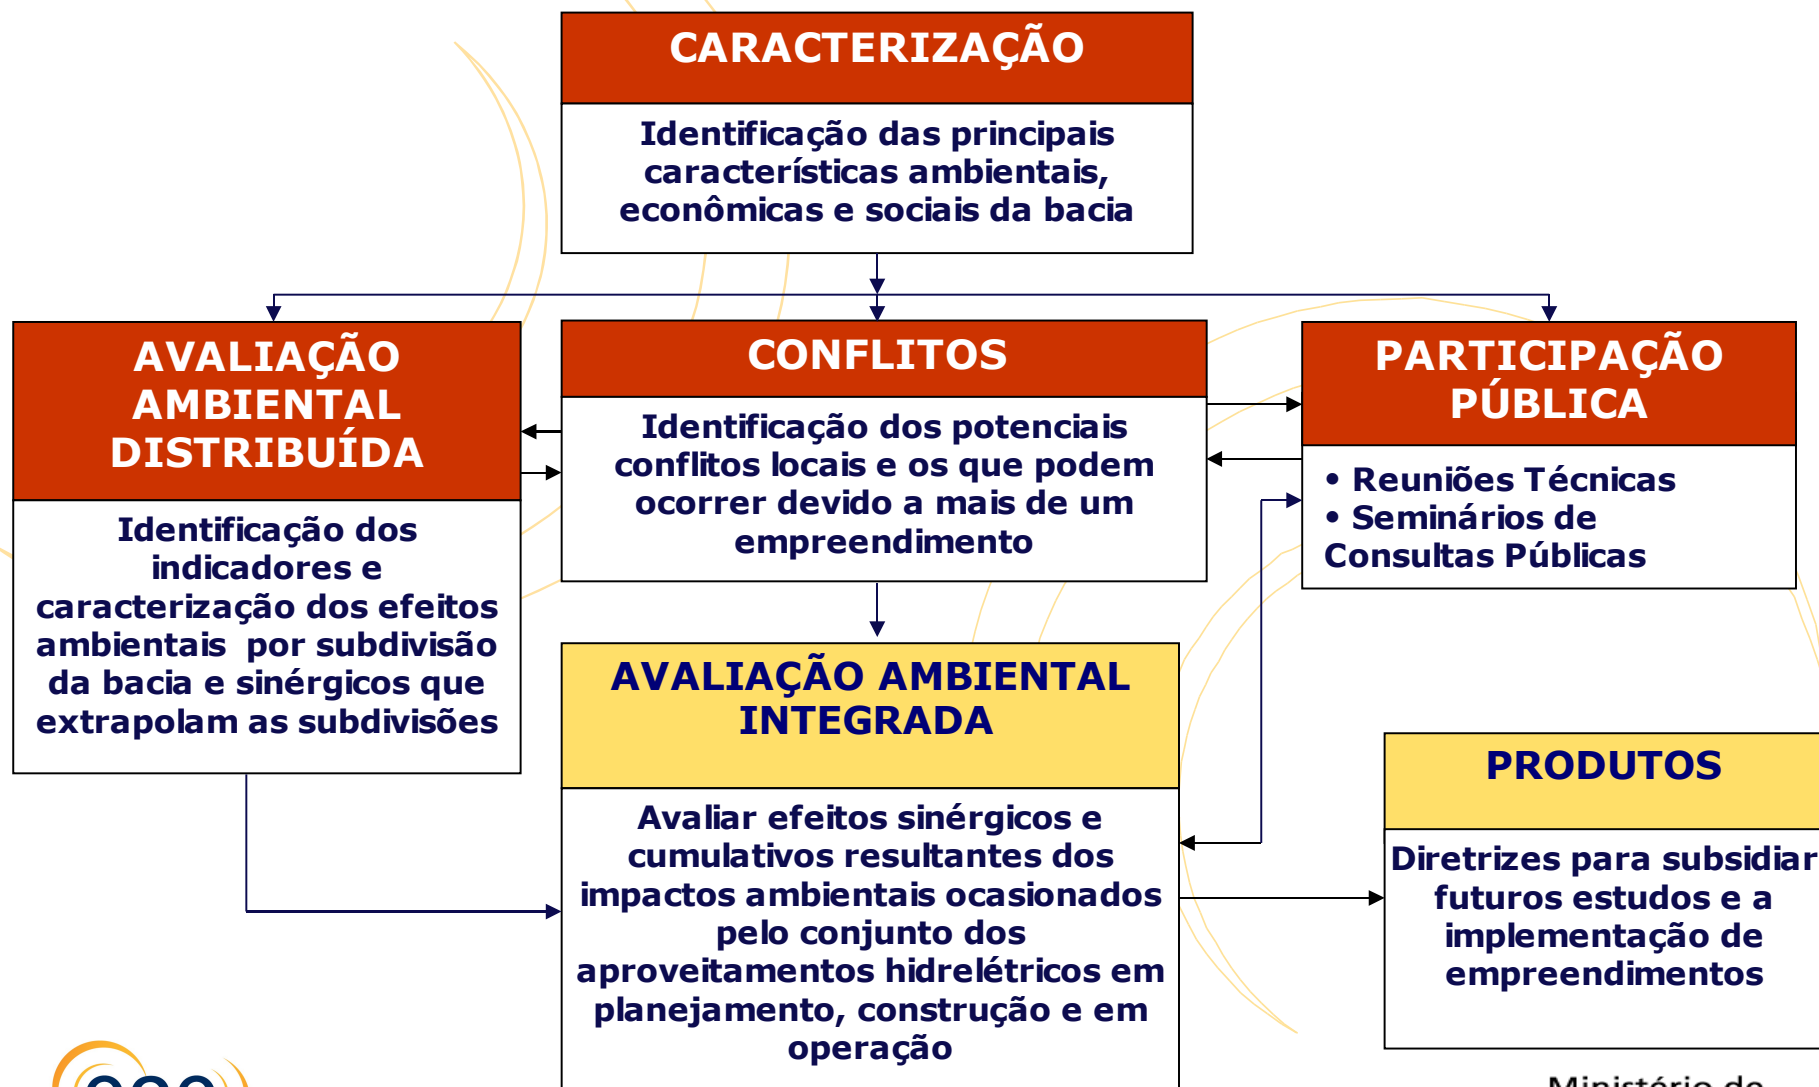 CARACTERIZAÇÃO
Identificação das principais
características ambientais,
econômicas e sociais da bacia
AVALIAÇÃO
AMBIENTAL
DISTRIBUÍDA
Identificação dos
indicadores e
caracterização dos efeitos
ambientais por subdivisão
da bacia e sinérgicos que
extrapolam as subdivisões
CONFLITOS
Identificação dos potenciais
conflitos locais e os que podem
ocorrer devido a mais de um
empreendimento
PARTICIPAÇÃO
PÚBLICA
• Reuniões Técnicas
• Seminários de
Consultas Públicas
AVALIAÇÃO AMBIENTAL
INTEGRADA
Avaliar efeitos sinérgicos e
cumulativos resultantes dos
impactos ambientais ocasionados
pelo conjunto dos
aproveitamentos hidrelétricos em
planejamento, construção e em
operação
PRODUTOS
Diretrizes para subsidiar
futuros estudos e a
implementação de
empreendimentos
Ministério de